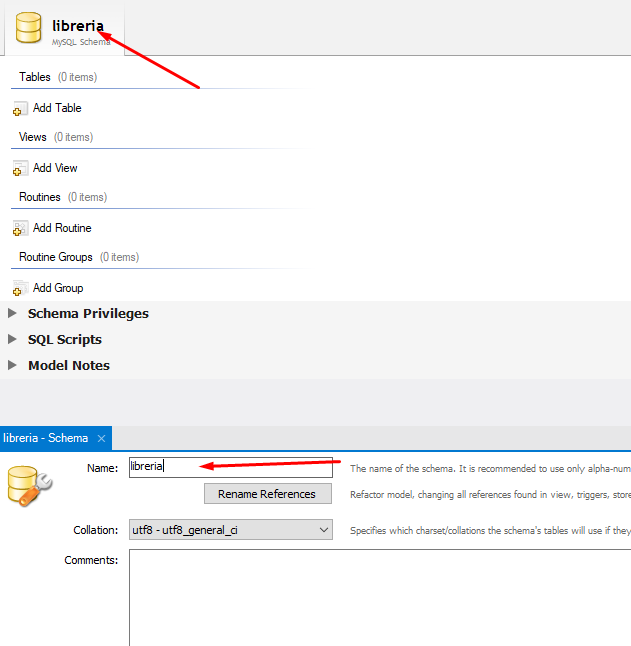 libreria
MySQL Schema
Tables (0 items)
Add Table
Views (0 items)
Add View
Routines (0 items)
Add Routine
Routine Groups (0 items)
Add Group
Schema Privileges
SQL Scripts
Model Notes
libreria - Schema ×
Name: libreria The name of the schema. It is recommended to use only alpha-num
Rename References Refactor model, changing all references found in view, triggers, store
Collation: utf8 - utf8_general_ci Specifies which charset/collations the schema's tables will use if they
Comments: